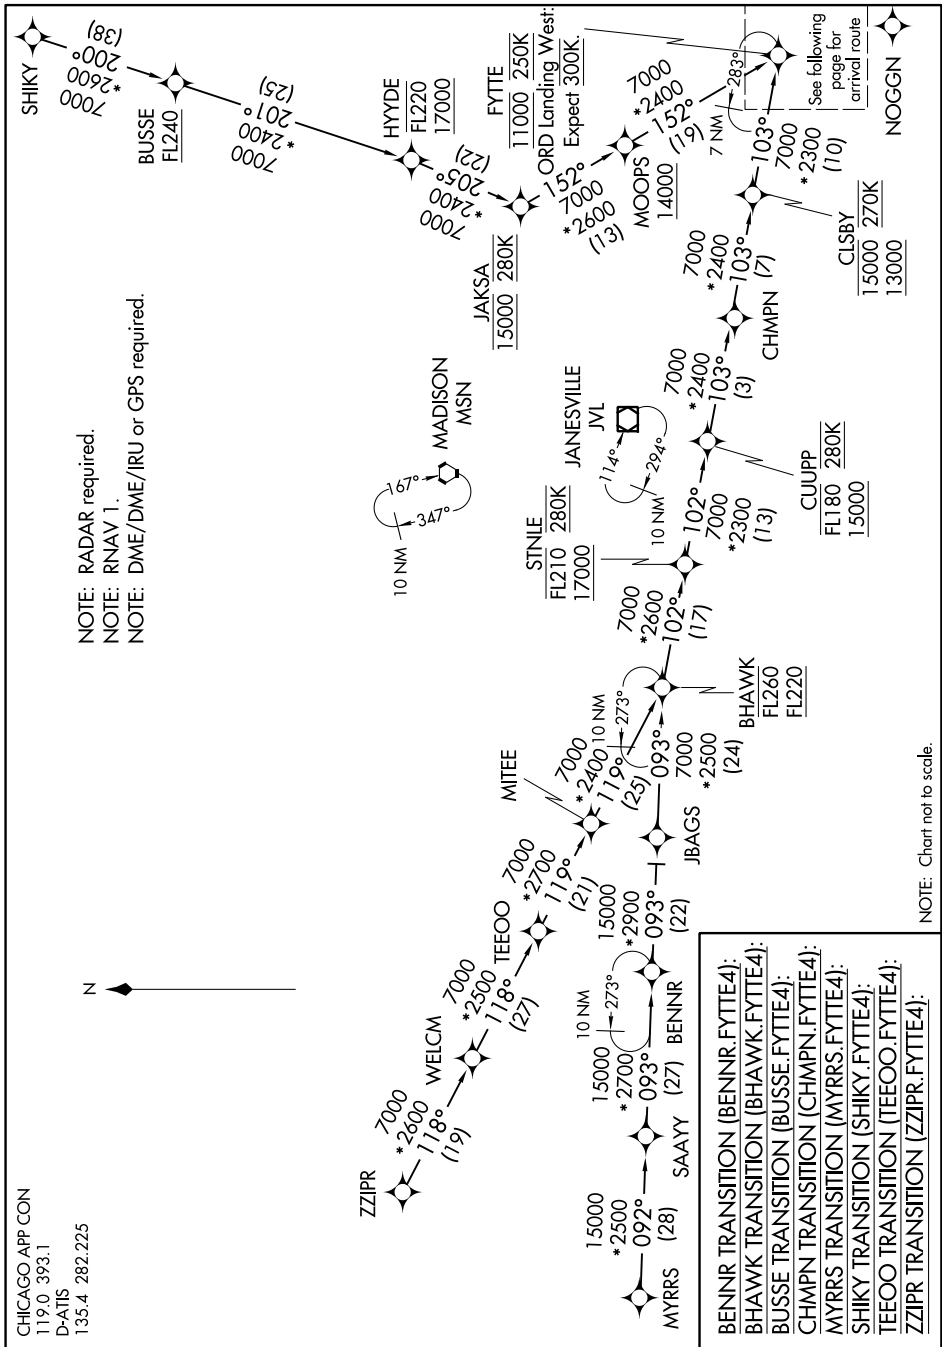 CHICAGO APP CON
119.0 393.1
D-ATIS
135.4 282.225
N
NOTE: RADAR required.
NOTE: RNAV 1.
NOTE: DME/DME/IRU or GPS required.
SHIKY
200°
(38)
*2600
7000
BUSSE
FL240
201°
(25)
*2400
7000
HYYDE
FL220
17000
205°
(22)
*2400
7000
JAKSA
15000 280K
152°
7000
*2600
(13)
MOOPS
14000
7000
*2400
152°
(19)
FYTTE
11000 250K
ORD Landing West:
Expect 300K.
283°
7 NM
See following
page for
arrival route
NOGGN
MADISON
MSN
167°
347°
10 NM
JANESVILLE
JVL
114°
294°
10 NM
ZZIPR
7000
*2600
118°
(19)
WELCM
7000
*2500
118°
(27)
TEEOO
7000
*2700
119°
(21)
MITEE
7000
*2400
119°
(25)
10 NM
273°
MYRRS
15000
*2500
092°
(28)
SAAYY
15000
*2700
093°
(27)
10 NM
273°
BENNR
15000
*2900
093°
(22)
JBAGS
093°
7000
*2500
(24)
BHAWK
FL260
FL220
7000
*2600
102°
(17)
STNLE
FL210 280K
17000
102°
7000
*2300
(13)
CUUPP
FL180 280K
15000
7000
*2400
103°
(3)
CHMPN
7000
*2400
103°
(7)
CLSBY
15000 270K
13000
103°
7000
*2300
(10)
NOTE: Chart not to scale.
BENNR TRANSITION (BENNR.FYTTE4):
BHAWK TRANSITION (BHAWK.FYTTE4):
BUSSE TRANSITION (BUSSE.FYTTE4):
CHMPN TRANSITION (CHMPN.FYTTE4):
MYRRS TRANSITION (MYRRS.FYTTE4):
SHIKY TRANSITION (SHIKY.FYTTE4):
TEEOO TRANSITION (TEEOO.FYTTE4):
ZZIPR TRANSITION (ZZIPR.FYTTE4):